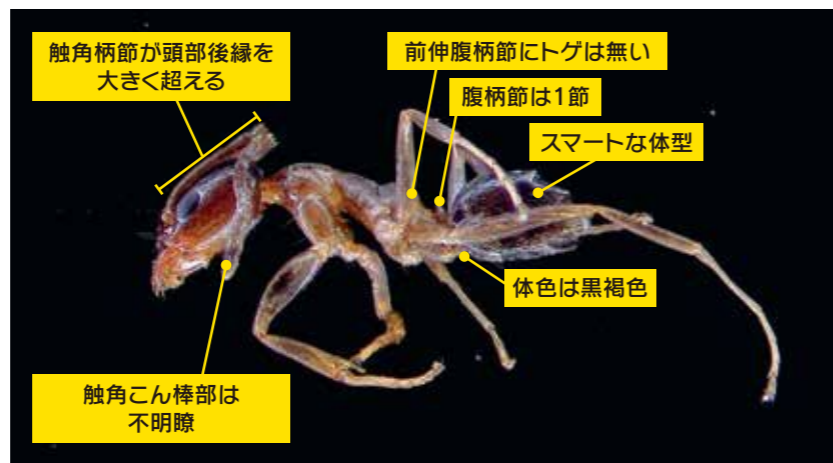 触角柄節が頭部後縁を
大きく超える
前伸腹柄節にトゲは無い
腹柄節は1節
スマートな体型
体色は黒褐色
触角こん棒部は
不明瞭